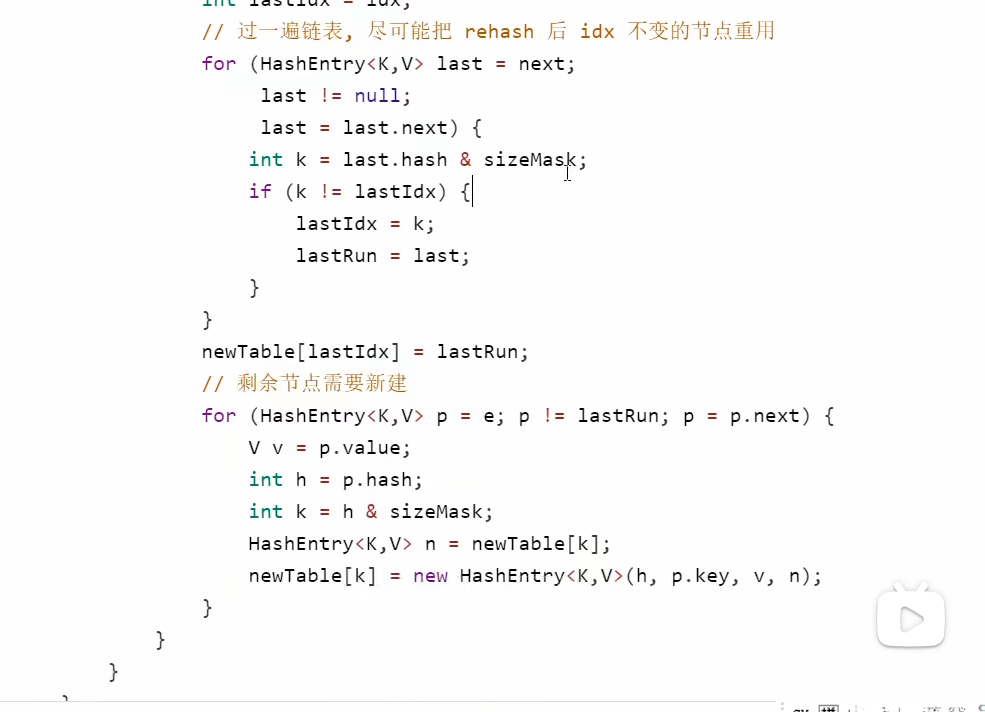 int lastIdx = idx;
// 过一遍链表, 尽可能把 rehash 后 idx 不变的节点重用
for (HashEntry<K,V> last = next;
last != null;
last = last.next) {
int k = last.hash & sizeMask;
if (k != lastIdx) {
lastIdx = k;
lastRun = last;
}
}
newTable[lastIdx] = lastRun;
// 剩余节点需要新建
for (HashEntry<K,V> p = e; p != lastRun; p = p.next) {
V v = p.value;
int h = p.hash;
int k = h & sizeMask;
HashEntry<K,V> n = newTable[k];
newTable[k] = new HashEntry<K,V>(h, p.key, v, n);
}
}
}